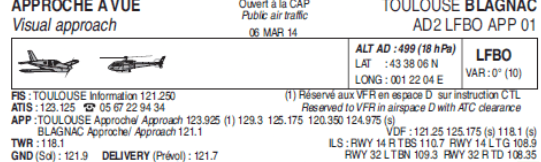 APPROCHE A VUE
Visual approach
Ouvert à la CAP
Public air traffic
06 MAR 14
TOULOUSE BLAGNAC
AD2 LFBO APP 01
ALT AD : 499 (18 hPa)
LAT : 43 38 06 N
LONG : 001 22 04 E
LFBO
VAR : 0° (10)
FIS : TOULOUSE Information 121.250
(1) Réservé aux VFR en espace D sur instruction CTL
ATIS : 123.125 ☎ 05 67 22 94 34
Reserved to VFR in airspace D with ATC clearance
APP : TOULOUSE Approche/ Approach 123.925 (1) 129.3 125.175 120.350 124.975 (s)
BLAGNAC Approche/ Approach 121.1
VDF : 121.25 125.175 (s) 118.1 (s)
TWR : 118.1
ILS : RWY 14 R TBS 110.7 RWY 14 L TG 108.9
GND (Sol) : 121.9 DELIVERY (Prévol) : 121.7
RWY 32 L TBN 109.3 RWY 32 R TD 108.35